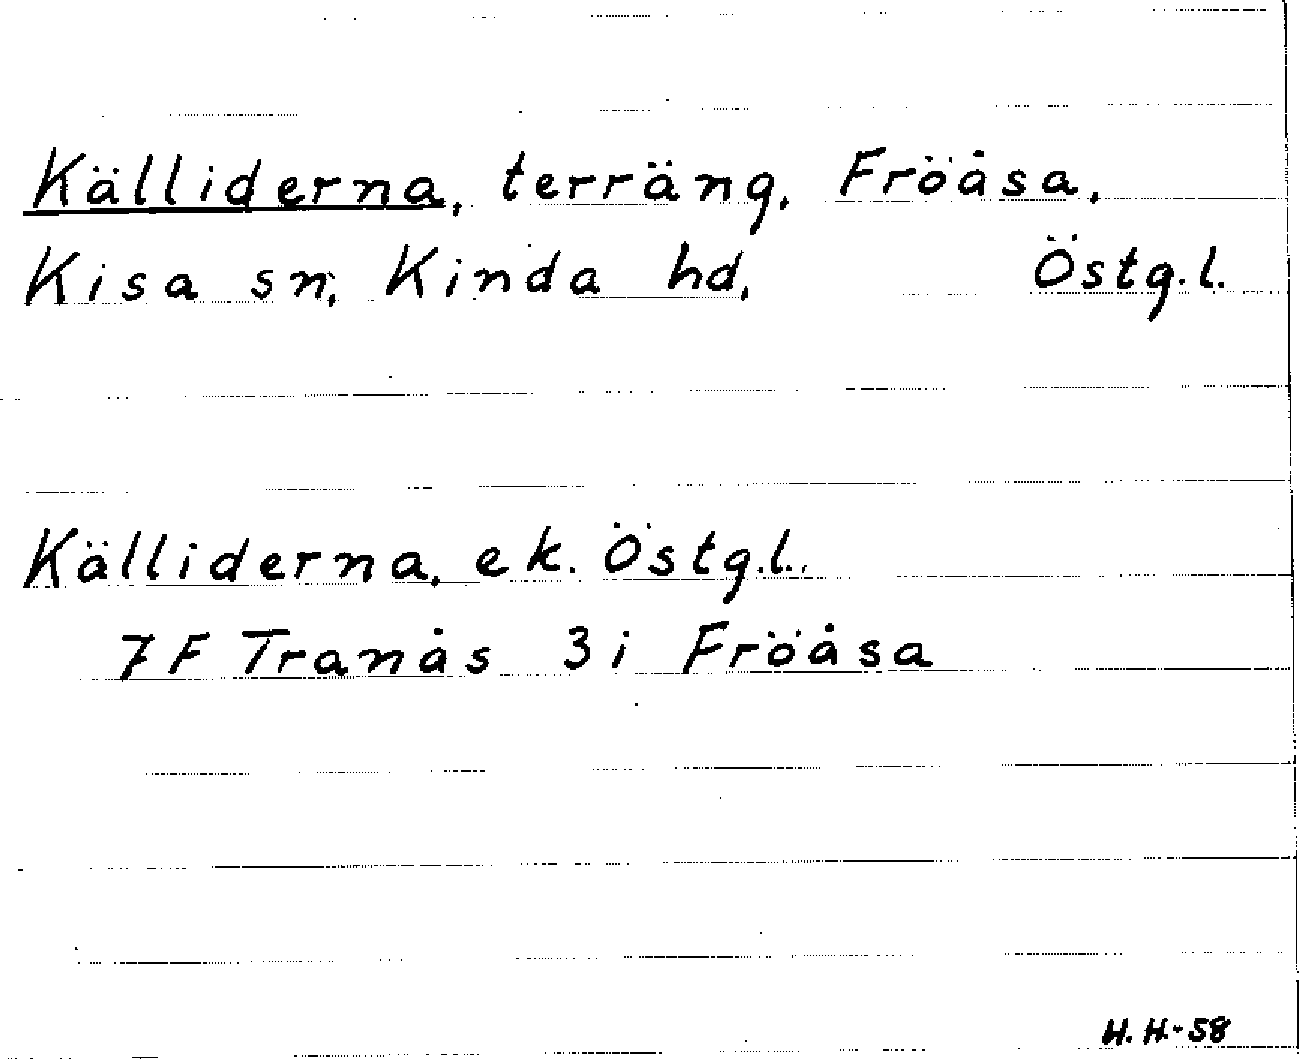 Källiderna, terräng, Fröåsa,
Kisa sn, Kinda hd, Östg.l.
Källiderna, ek. Östg.l.
7F Tranås 3i Fröåsa
H.H.-58